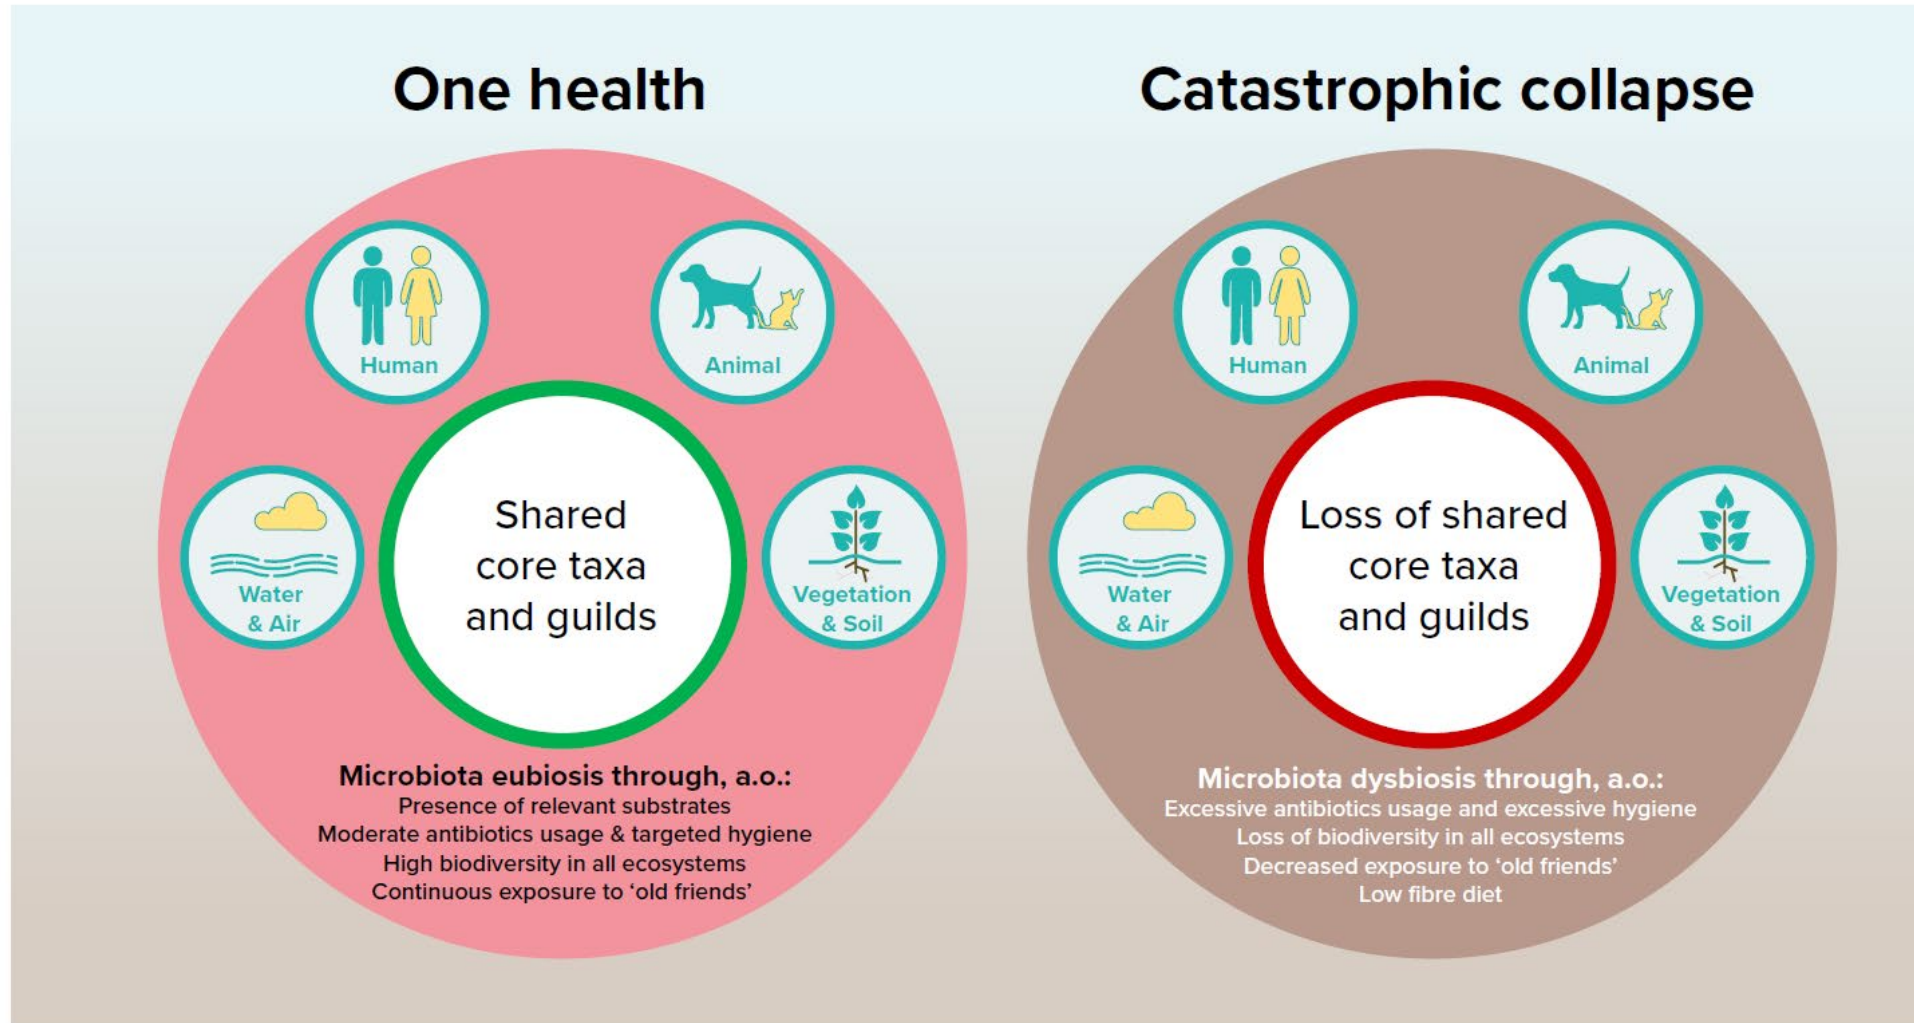 One health
Human
Animal
Water
& Air
Shared
core taxa
and guilds
Vegetation
& Soil
Microbiota eubiosis through, a.o.:
Presence of relevant substrates
Moderate antibiotics usage & targeted hygiene
High biodiversity in all ecosystems
Continuous exposure to ‘old friends’
Catastrophic collapse
Human
Animal
Water
& Air
Loss of shared
core taxa
and guilds
Vegetation
& Soil
Microbiota dysbiosis through, a.o.:
Excessive antibiotics usage and excessive hygiene
Loss of biodiversity in all ecosystems
Decreased exposure to ‘old friends’
Low fibre diet